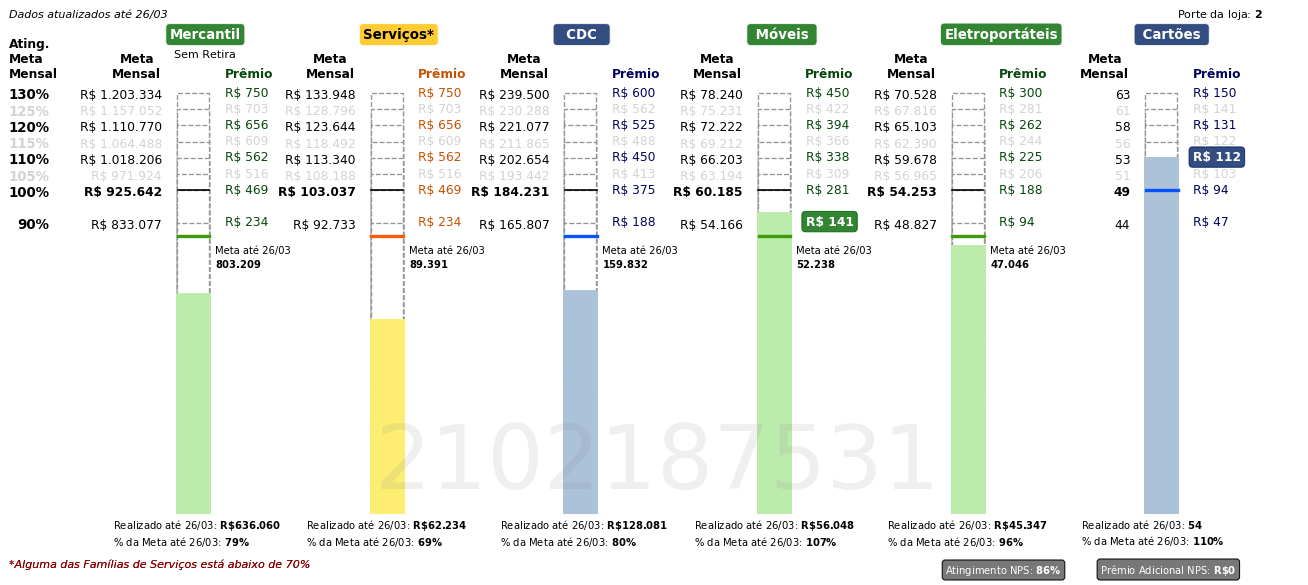 Dados atualizados até 26/03
Porte da loja: 2
Mercantil Serviços* CDC Móveis Eletroportáteis Cartões
Sem Retira
Ating. Meta Mensal
Meta Mensal Prêmio Meta Mensal Prêmio Meta Mensal Prêmio Meta Mensal Prêmio Meta Mensal Prêmio Meta Mensal Prêmio
130% R$ 1.203.334 R$ 750 R$ 133.948 R$ 750 R$ 239.500 R$ 600 R$ 78.240 R$ 450 R$ 70.528 R$ 300 63 R$ 150
125% R$ 1.157.052 R$ 703 R$ 128.796 R$ 703 R$ 230.288 R$ 562 R$ 75.231 R$ 422 R$ 67.816 R$ 281 61 R$ 141
120% R$ 1.110.770 R$ 656 R$ 123.644 R$ 656 R$ 221.077 R$ 525 R$ 72.222 R$ 394 R$ 65.103 R$ 262 58 R$ 131
115% R$ 1.064.488 R$ 609 R$ 118.492 R$ 609 R$ 211.865 R$ 488 R$ 69.212 R$ 366 R$ 62.390 R$ 244 56 R$ 122
110% R$ 1.018.206 R$ 562 R$ 113.340 R$ 562 R$ 202.654 R$ 450 R$ 66.203 R$ 338 R$ 59.678 R$ 225 53 R$ 112
105% R$ 971.924 R$ 516 R$ 108.188 R$ 516 R$ 193.442 R$ 413 R$ 63.194 R$ 309 R$ 56.965 R$ 206 51 R$ 103
100% R$ 925.642 R$ 469 R$ 103.037 R$ 469 R$ 184.231 R$ 375 R$ 60.185 R$ 281 R$ 54.253 R$ 188 49 R$ 94
90% R$ 833.077 R$ 234 R$ 92.733 R$ 234 R$ 165.807 R$ 188 R$ 54.166 R$ 141 R$ 48.827 R$ 94 44 R$ 47
Meta até 26/03 Meta até 26/03 Meta até 26/03 Meta até 26/03 Meta até 26/03
803.209 89.391 159.832 52.238 47.046
2102187531
Realizado até 26/03: R$636.060 Realizado até 26/03: R$62.234 Realizado até 26/03: R$128.081 Realizado até 26/03: R$56.048 Realizado até 26/03: R$45.347 Realizado até 26/03: 54
% da Meta até 26/03: 79% % da Meta até 26/03: 69% % da Meta até 26/03: 80% % da Meta até 26/03: 107% % da Meta até 26/03: 96% % da Meta até 26/03: 110%
*Alguma das Famílias de Serviços está abaixo de 70%
Atingimento NPS: 86% Prêmio Adicional NPS: R$0